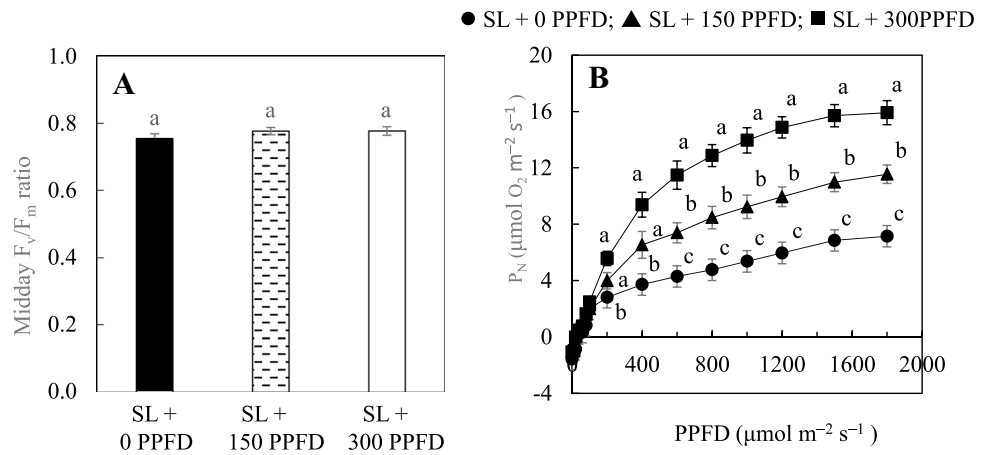 ● SL + 0 PPFD; ▲ SL + 150 PPFD; ■ SL + 300PPFD
A
Midday Fv/Fm ratio
1.0
0.8
0.6
0.4
0.2
0.0
a
a
a
SL +
0 PPFD
SL +
150 PPFD
SL +
300 PPFD
B
PN (μmol O2 m−2 s−1)
20
16
12
8
4
0
-4
a
a
a
a
a
a
a
a
a
a
b
b
b
b
b
b
b
b
c
c
c
c
c
c
0
400
800
1200
1600
2000
PPFD (μmol m−2 s−1 )